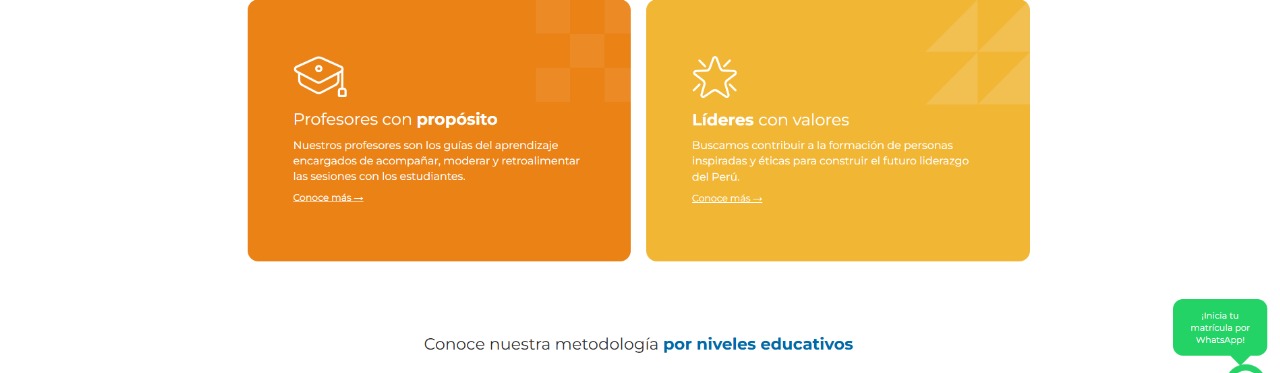 Profesores con propósito
Nuestros profesores son los guías del aprendizaje
encargados de acompañar, moderar y retroalimentar
las sesiones con los estudiantes.
Conoce más →
Líderes con valores
Buscamos contribuir a la formación de personas
inspiradas y éticas para construir el futuro liderazgo
del Perú.
Conoce más →
Conoce nuestra metodología por niveles educativos
¡Inicia tu
matrícula por
WhatsApp!